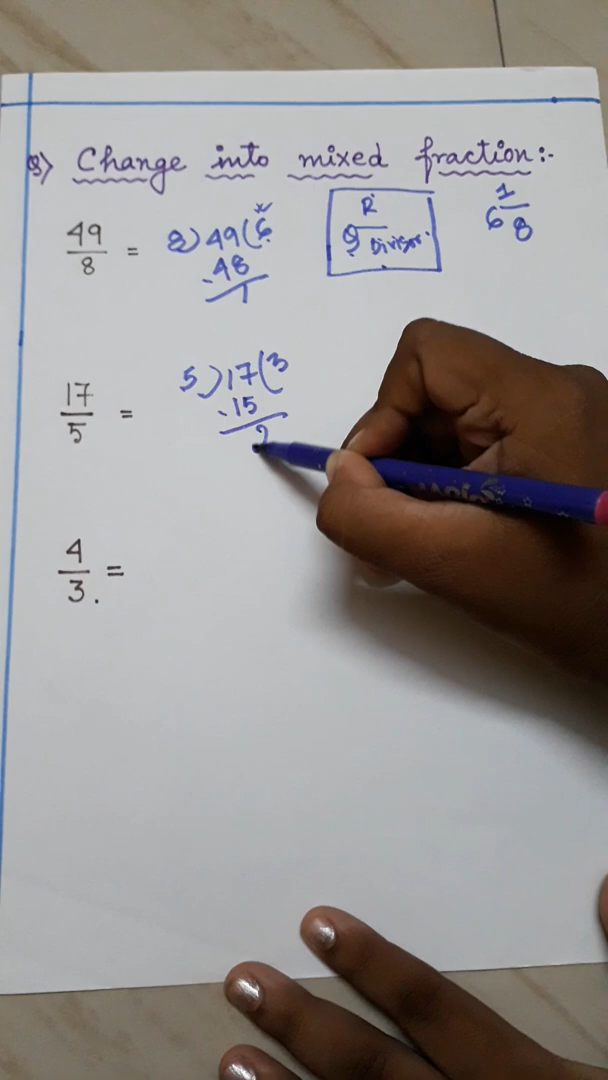 Q) Change into mixed fraction:-
49/8 = 8)49(6
48
1
R
Q Divisor
6 1/8
17/5 = 5)17(3
15
2
4/3 =